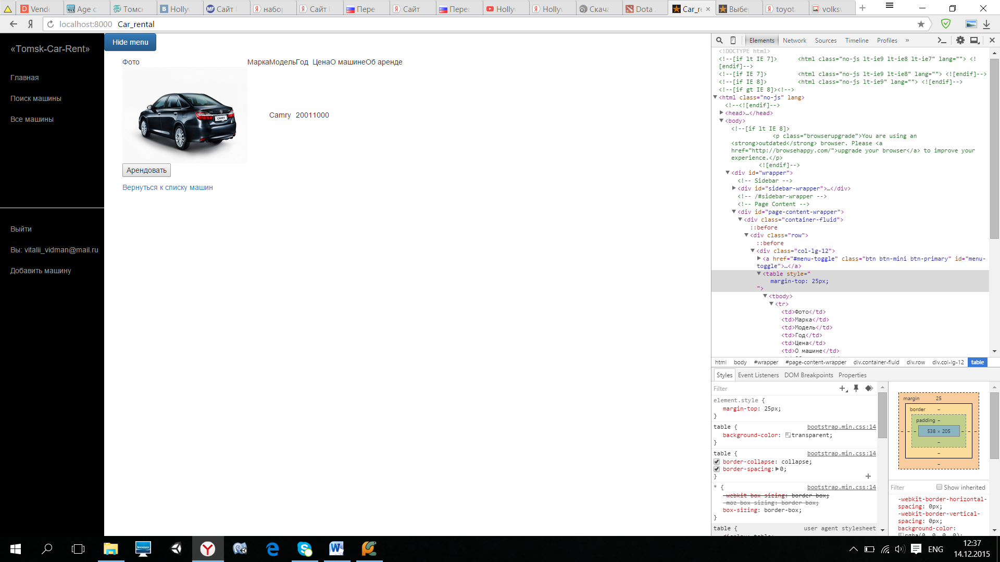 Vende
Age c
Томск
Holly
Сайт
набор
Сайт
Пере
Сайт
Перев
Holly
Holly
Скача
Dota
Car_re
Выбе
toyot
volks
localhost:8000 Car_rental
«Tomsk-Car-Rent»
Главная
Поиск машины
Все машины
Выйти
Вы: vitalii_vidman@mail.ru
Добавить машину
Hide menu
Фото МаркаМодельГод ЦенаО машинеОб аренде
CAMRY
Camry 20011000
Арендовать
Вернуться к списку машин
Elements Network Sources Timeline Profiles »
<!DOCTYPE html>
<!--[if lt IE 7]> <html class="no-js lt-ie9 lt-ie8 lt-ie7" lang=""> <!
[endif]-->
<!--[if IE 7]> <html class="no-js lt-ie9 lt-ie8" lang=""> <![endif]-->
<!--[if IE 8]> <html class="no-js lt-ie9" lang=""> <![endif]-->
<!--[if gt IE 8]><!-->
<html class="no-js" lang>
<!--<![endif]-->
<head>…</head>
<body>
<!--[if lt IE 8]>
<p class="browserupgrade">You are using an
<strong>outdated</strong> browser. Please <a
href="http://browsehappy.com/">upgrade your browser</a> to improve your
experience.</p>
<![endif]-->
<div id="wrapper">
<!-- Sidebar -->
<div id="sidebar-wrapper">…</div>
<!-- /#sidebar-wrapper -->
<!-- Page Content -->
<div id="page-content-wrapper">
<div class="container-fluid">
::before
<div class="row">
::before
<div class="col-lg-12">
<a href="#menu-toggle" class="btn btn-mini btn-primary" id="menu-
toggle">…</a>
<table style="
margin-top: 25px;
">
<tbody>
<tr>
<td>Фото</td>
<td>Марка</td>
<td>Модель</td>
<td>Год</td>
<td>Цена</td>
<td>О машине</td>
html body #wrapper #page-content-wrapper div.container-fluid div.row div.col-lg-12 table
Styles Event Listeners DOM Breakpoints Properties
Filter
element.style {
margin-top: 25px;
}
table { bootstrap.min.css:14
background-color: transparent;
}
table { bootstrap.min.css:14
border-collapse: collapse;
border-spacing: 0;
}
* { bootstrap.min.css:14
-webkit-box-sizing: border-box;
-moz-box-sizing: border-box;
box-sizing: border-box;
}
table { user agent stylesheet
display: table;
margin 25
border –
padding –
– – – 538 × 205 – – –
–
–
–
Filter Show inherited
-webkit-border-horizontal-
spacing: 0px;
-webkit-border-vertical-
spacing: 0px;
background-color:
rgba(0, 0, 0, 0);
ENG
12:37
14.12.2015